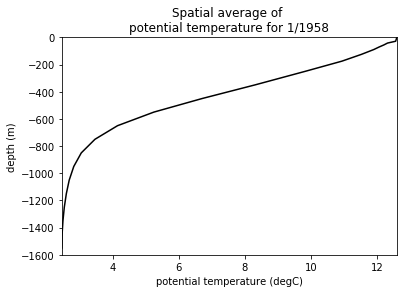 Spatial average of
potential temperature for 1/1958
0
−200
−400
−600
−800
−1000
−1200
−1400
−1600
depth (m)
4 6 8 10 12
potential temperature (degC)